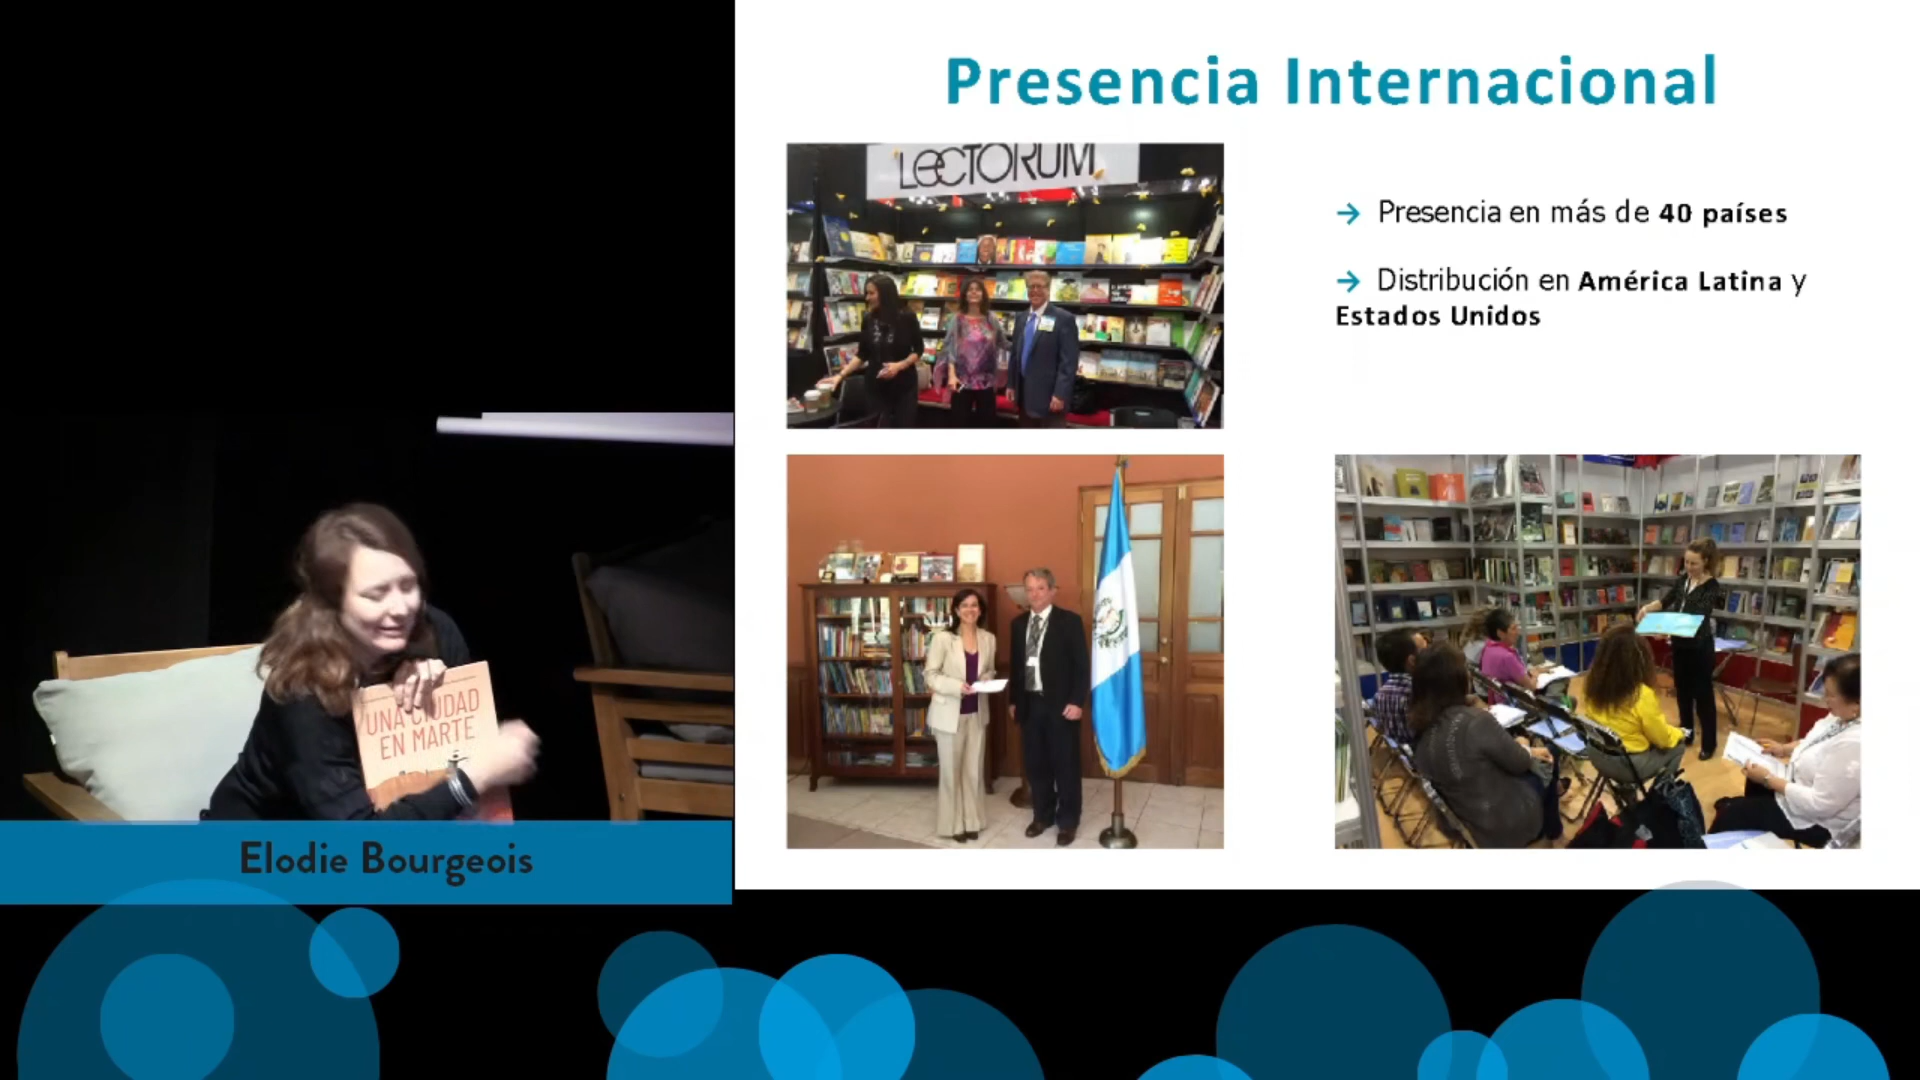 Presencia Internacional
LECTORUM
→ Presencia en más de 40 países
→ Distribución en América Latina y
Estados Unidos
UNA CIUDAD
EN MARTE
Elodie Bourgeois